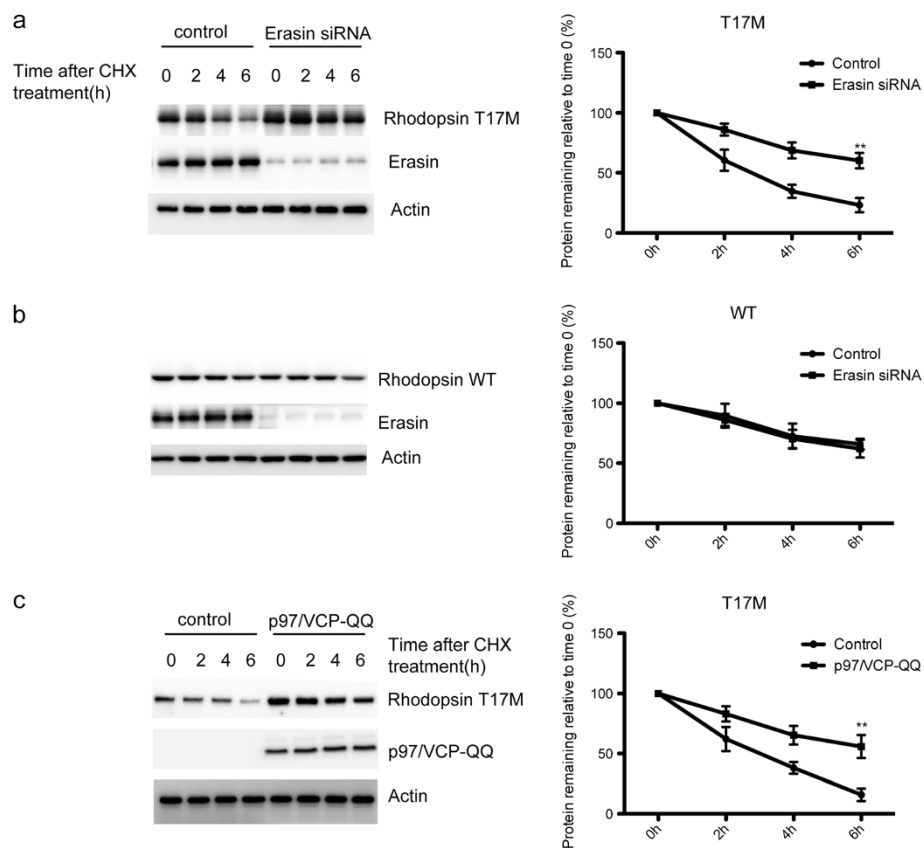 a
control Erasin siRNA
Time after CHX
treatment(h)
0 2 4 6 0 2 4 6
Rhodopsin T17M
Erasin
Actin
T17M
Protein remaining relative to time 0 (%)
150
100
50
0
0h 2h 4h 6h
Control
Erasin siRNA
**
b
Rhodopsin WT
Erasin
Actin
WT
Protein remaining relative to time 0 (%)
150
100
50
0
0h 2h 4h 6h
Control
Erasin siRNA
c
control p97/VCP-QQ
0 2 4 6 0 2 4 6
Time after CHX
treatment(h)
Rhodopsin T17M
p97/VCP-QQ
Actin
T17M
Protein remaining relative to time 0 (%)
150
100
50
0
0h 2h 4h 6h
Control
p97/VCP-QQ
**